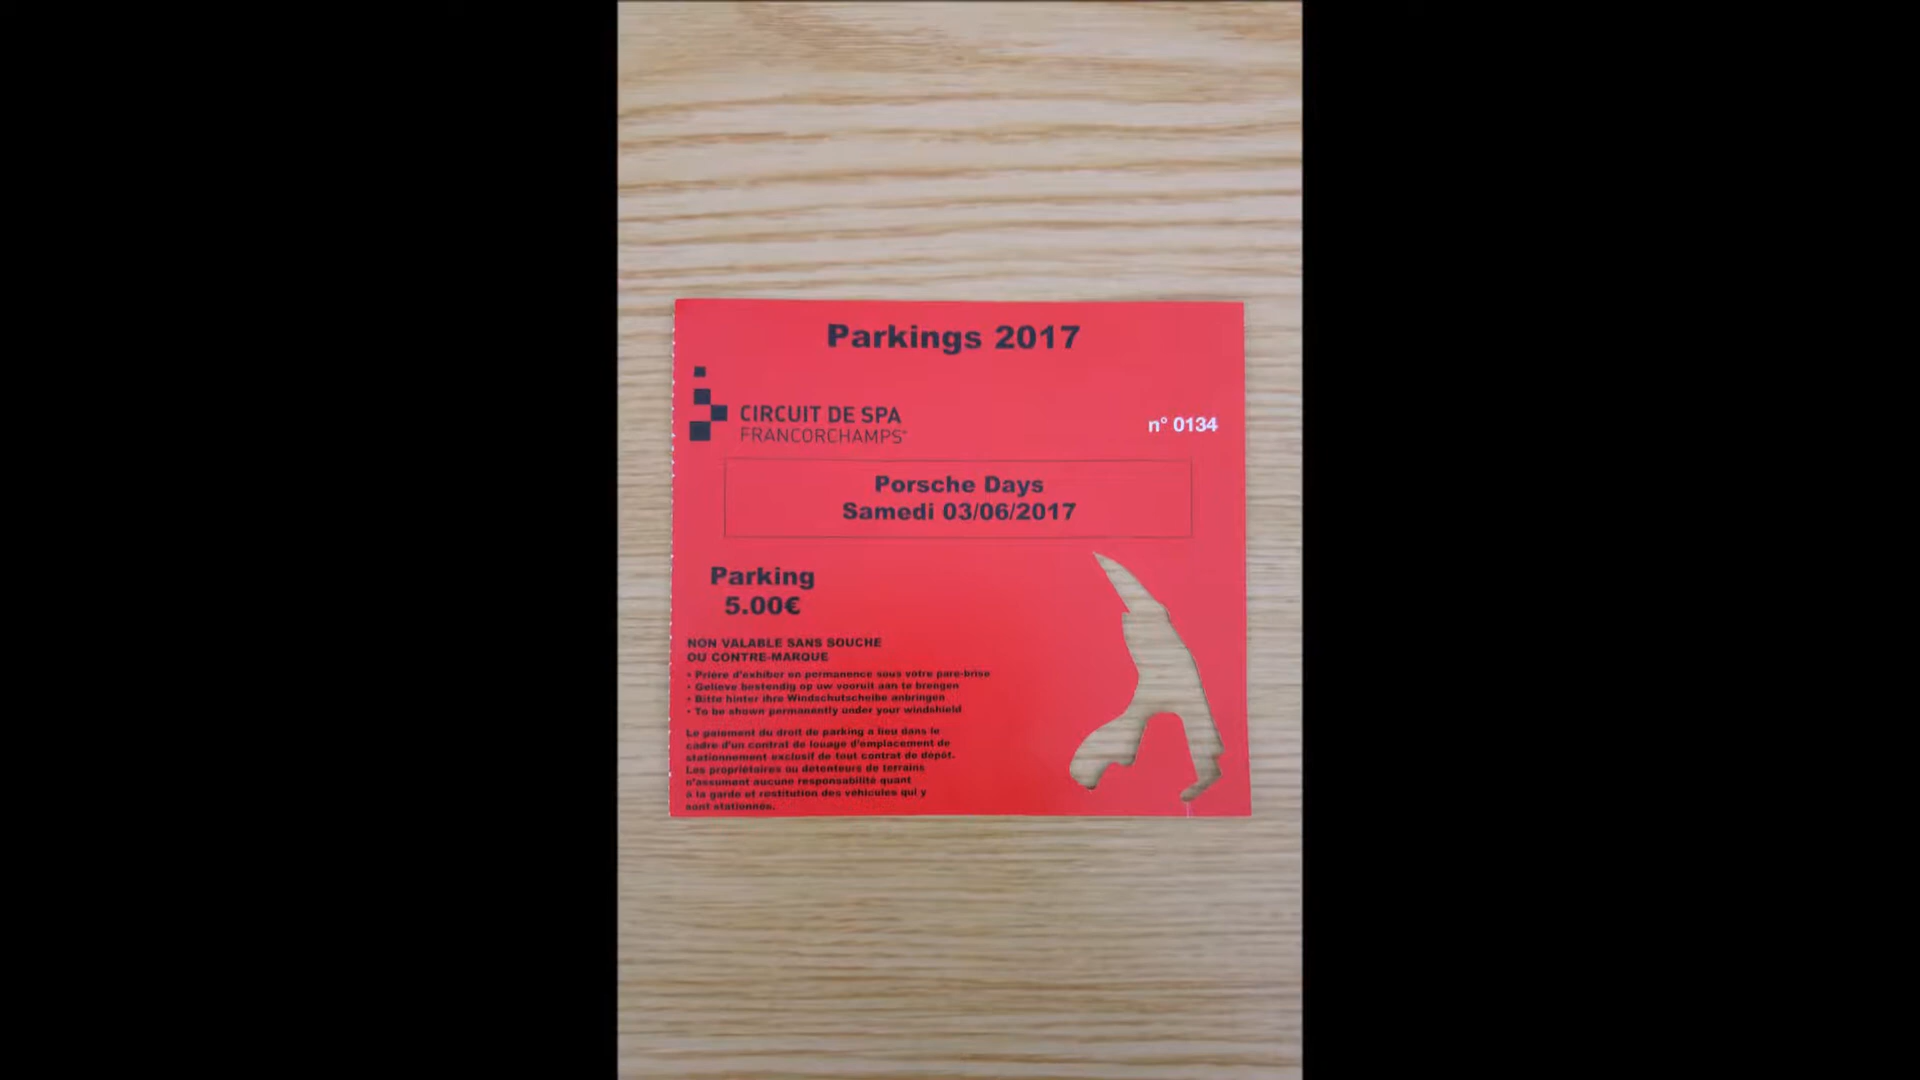 Parkings 2017
CIRCUIT DE SPA
FRANCORCHAMPS
n° 0134
Porsche Days
Samedi 03/06/2017
Parking
5.00€
NON VALABLE SANS SOUCHE
OU CONTRE-MARQUE
• Prière d'exhiber en permanence sous votre pare-brise
• Gelieve bestendig op uw vooruit aan te brengen
• Bitte hinter ihre Windschutscheibe anbringen
• To be shown permanently under your windshield
Le paiement du droit de parking a lieu dans le
cadre d'un contrat de louage d'emplacement de
stationnement exclusif de tout contrat de dépôt.
Les propriétaires ou détenteurs de terrains
n'assument aucune responsabilité quant
à la garde et restitution des véhicules qui y
sont stationnés.